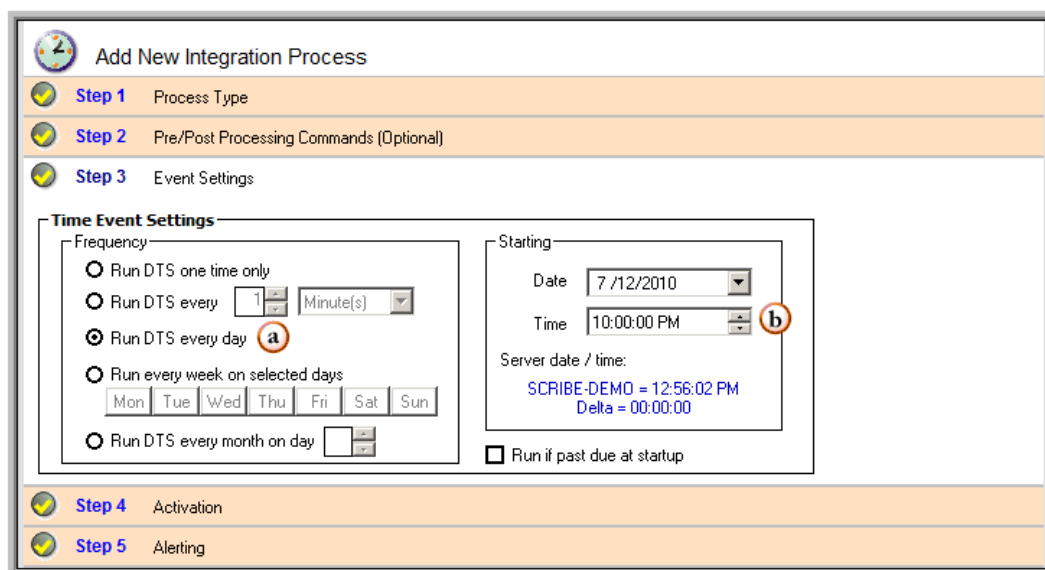 Add New Integration Process
Step 1 Process Type
Step 2 Pre/Post Processing Commands (Optional)
Step 3 Event Settings
Time Event Settings
Frequency
Run DTS one time only
Run DTS every 1 Minute(s)
Run DTS every day a
Run every week on selected days
Mon Tue Wed Thu Fri Sat Sun
Run DTS every month on day
Starting
Date 7 /12/2010
Time 10:00:00 PM b
Server date / time:
SCRIBE-DEMO = 12:56:02 PM
Delta = 00:00:00
Run if past due at startup
Step 4 Activation
Step 5 Alerting